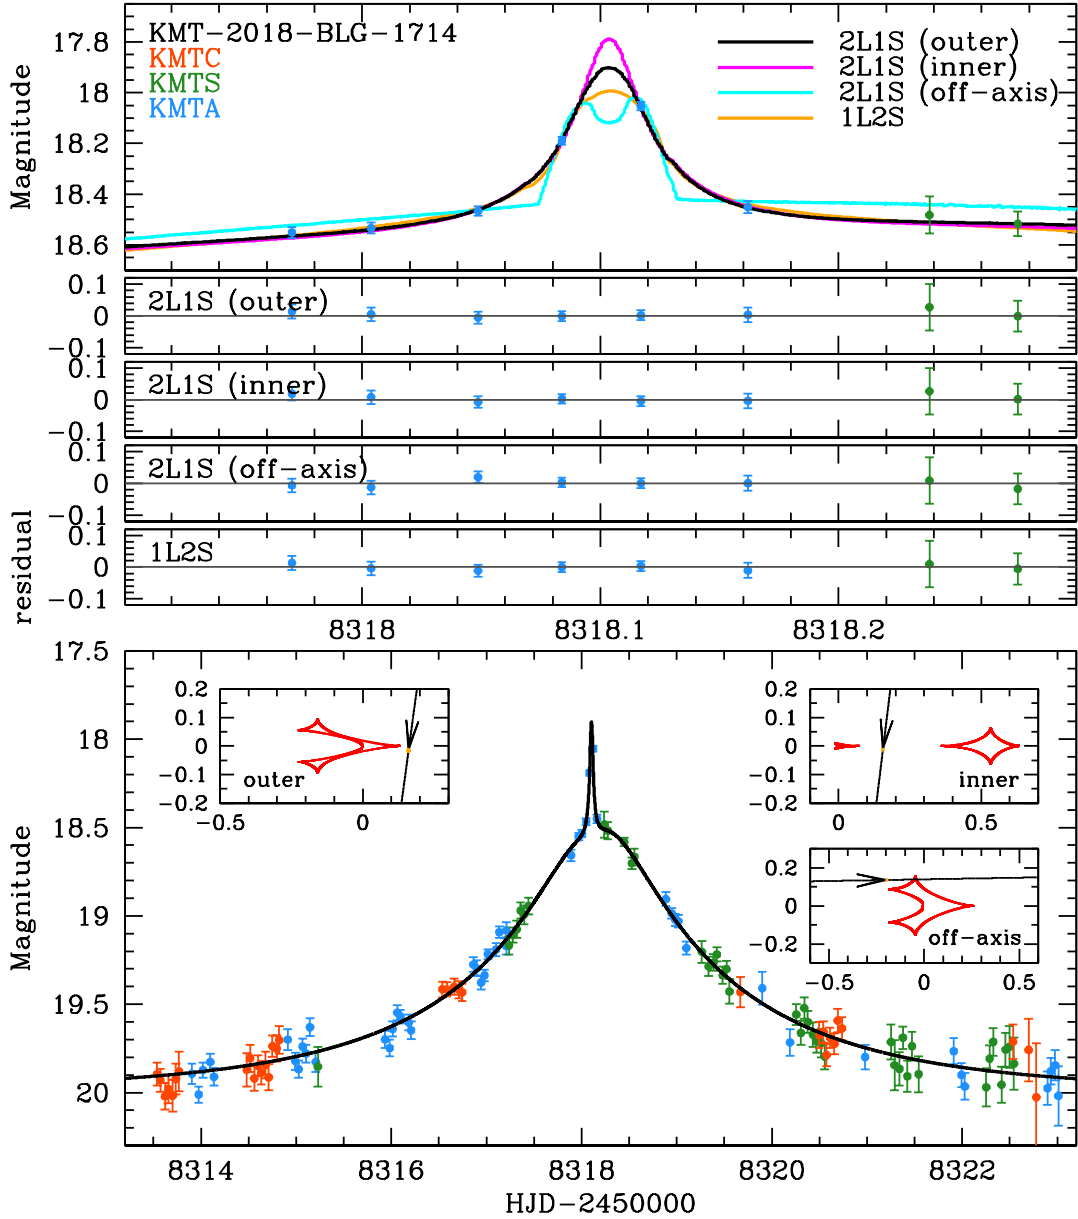 KMT-2018-BLG-1714
KMTC
KMTS
KMTA
2L1S (outer)
2L1S (inner)
2L1S (off-axis)
1L2S
Magnitude
17.8
18
18.2
18.4
18.6
2L1S (outer)
0.1
0
-0.1
2L1S (inner)
0.1
0
-0.1
2L1S (off-axis)
0.1
0
-0.1
1L2S
0.1
0
-0.1
residual
8318 8318.1 8318.2
Magnitude
17.5
18
18.5
19
19.5
20
0.2
0.1
0
-0.1
-0.2
outer
-0.5 0
0.2
0.1
0
-0.1
-0.2
inner
0 0.5
0.2
0
-0.2
off-axis
-0.5 0 0.5
8314 8316 8318 8320 8322
HJD-2450000